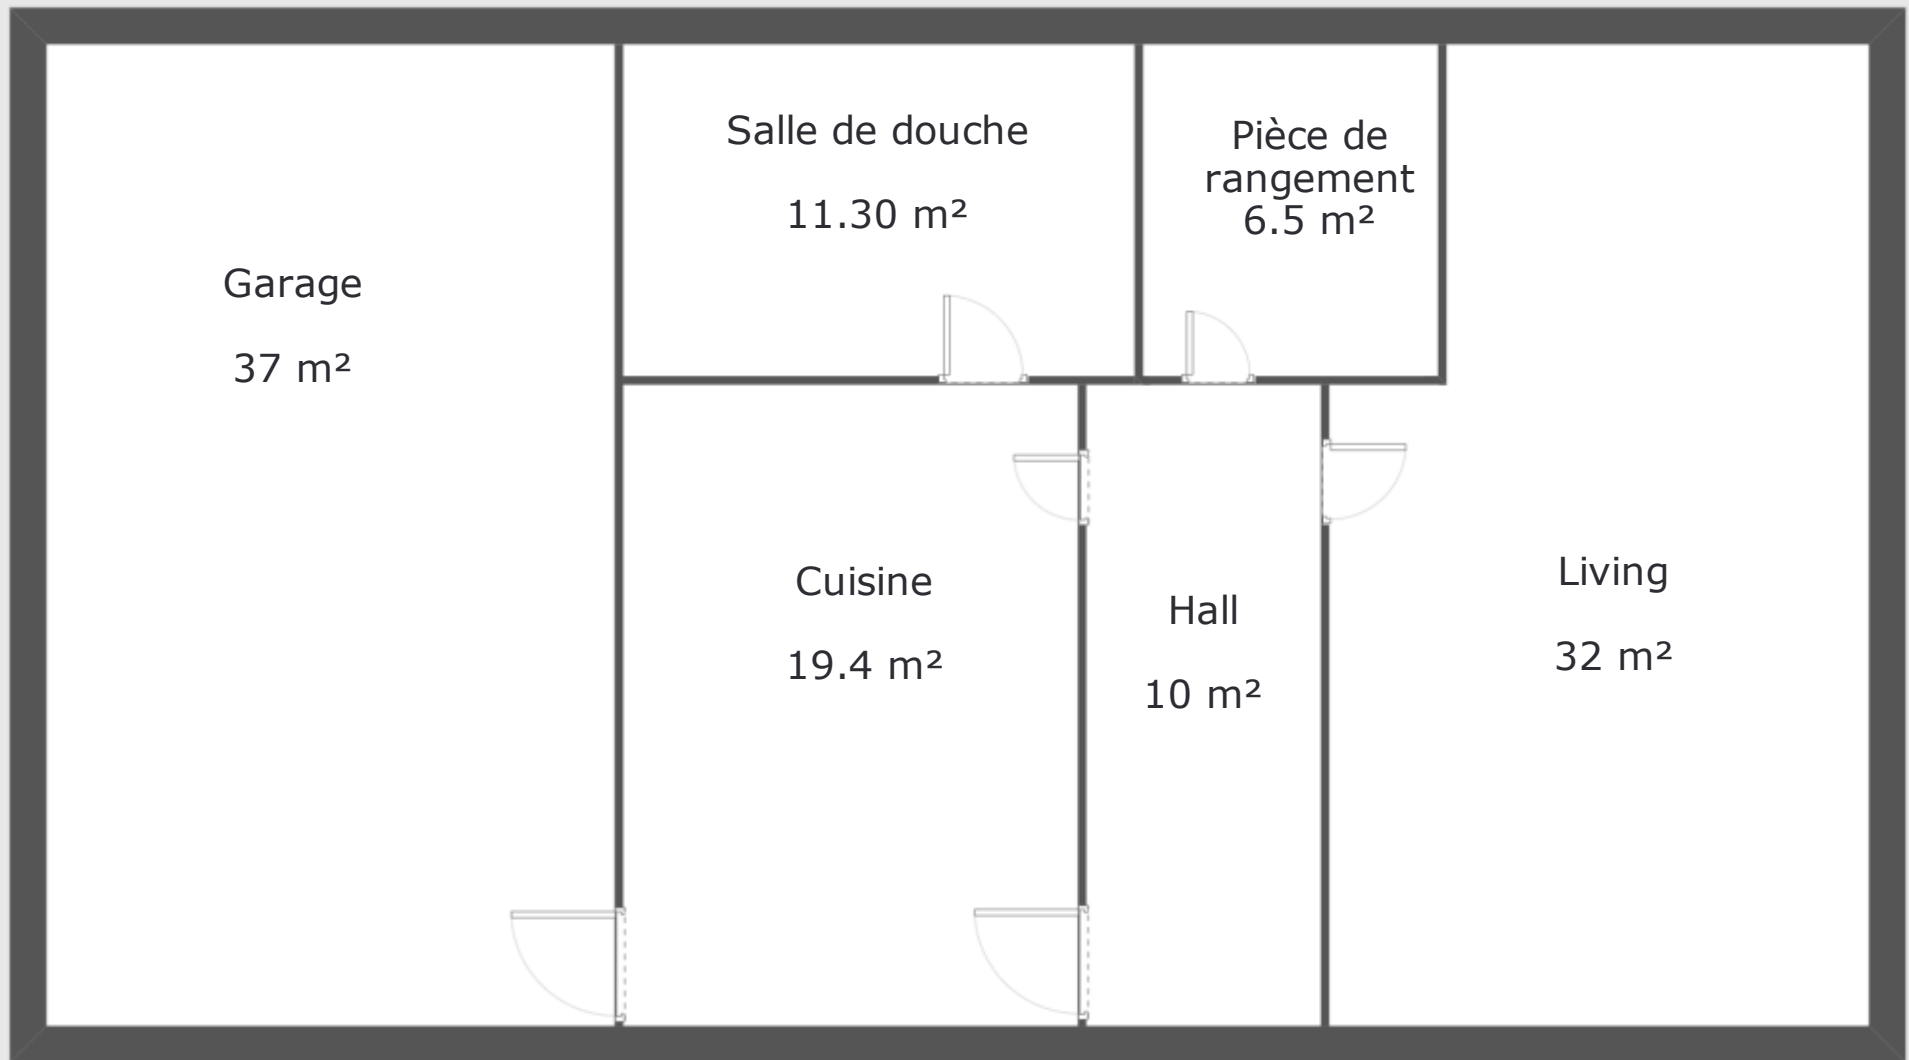 Garage
37 m²
Salle de douche
11.30 m²
Pièce de
rangement
6.5 m²
Cuisine
19.4 m²
Hall
10 m²
Living
32 m²